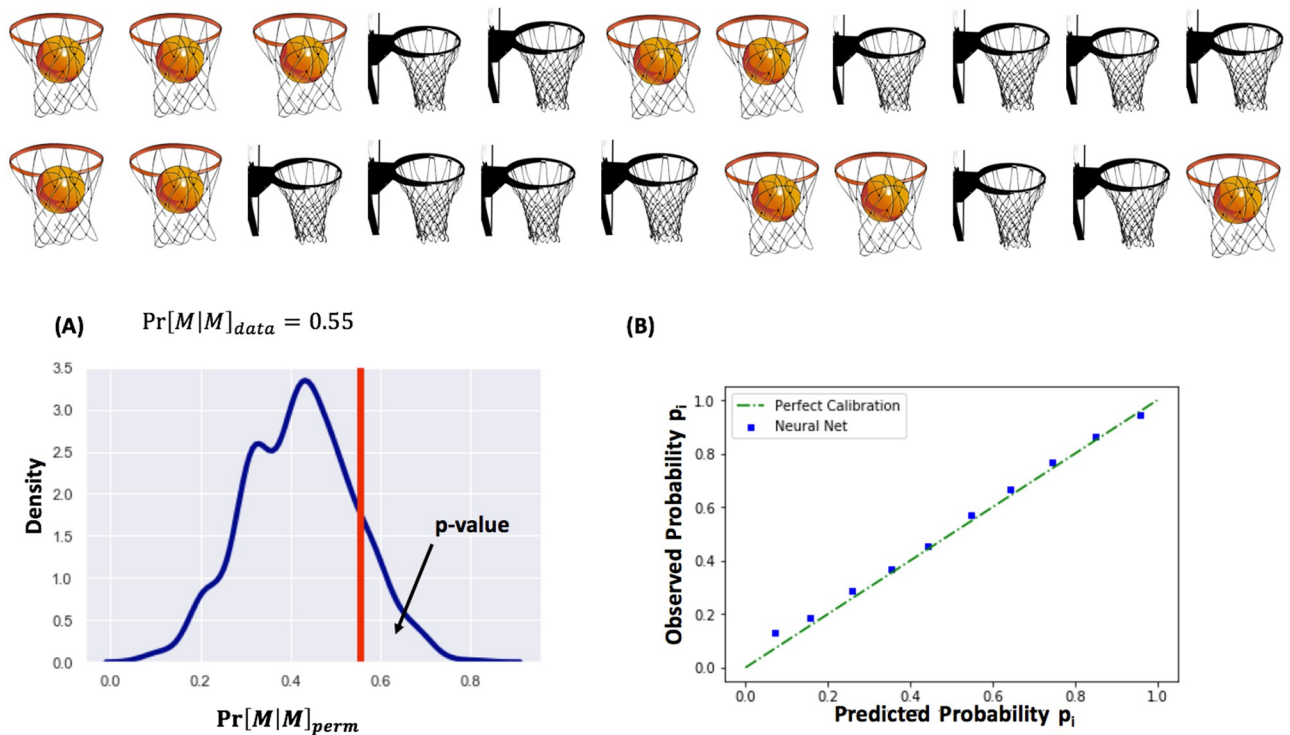 (A) Pr[M|M]data = 0.55
(B)
3.5
3.0
2.5
2.0
1.5
1.0
0.5
0.0
Density
p-value
0.0 0.2 0.4 0.6 0.8
Pr[M|M]perm
Perfect Calibration
Neural Net
1.0
0.8
0.6
0.4
0.2
0.0
Observed Probability pi
0.0 0.2 0.4 0.6 0.8 1.0
Predicted Probability pi